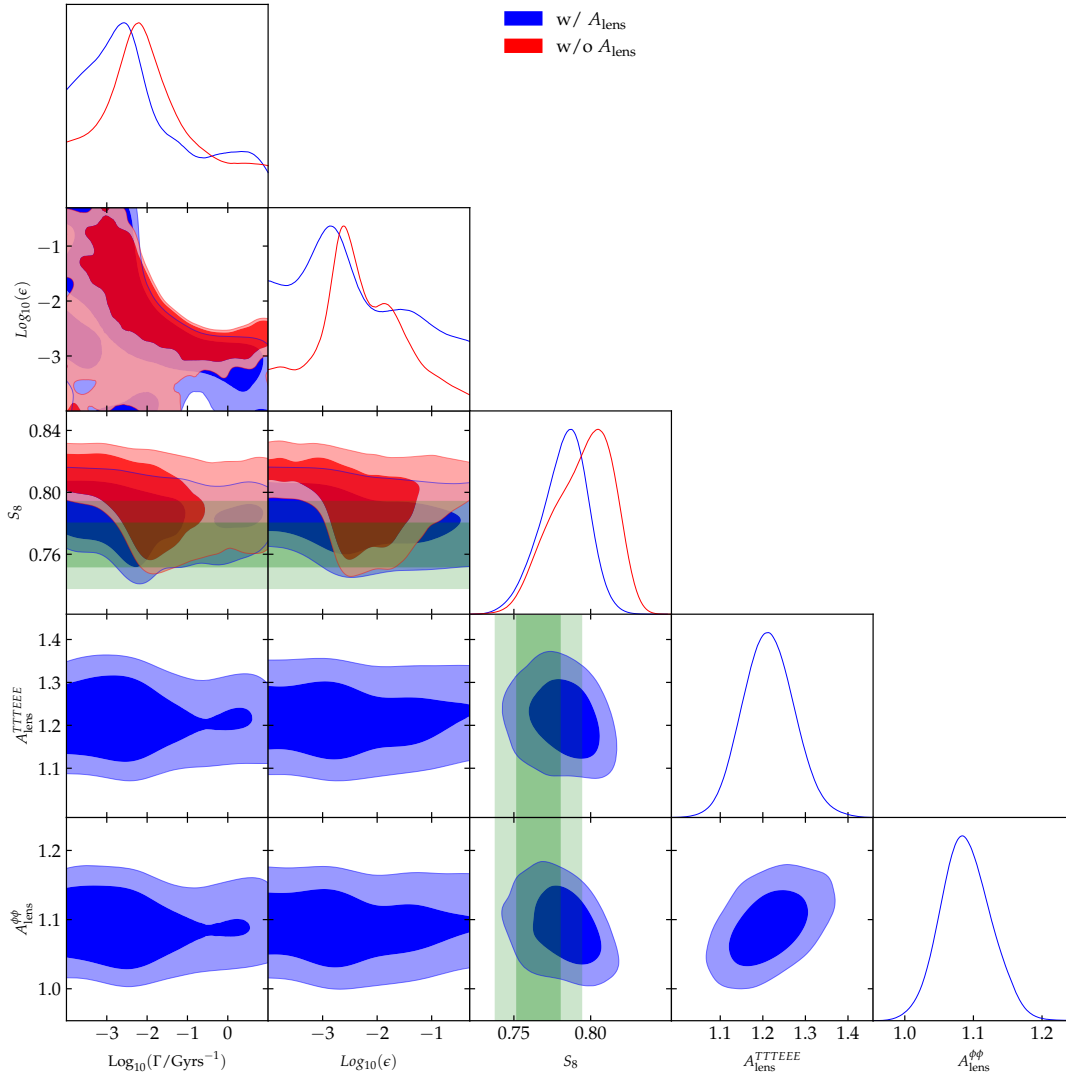 w/ A_lens
w/o A_lens
Log10(ϵ)
−1
−2
−3
S8
0.84
0.80
0.76
A_lens^TTTEEE
1.4
1.3
1.2
1.1
A_lens^ϕϕ
1.2
1.1
1.0
−3 −2 −1 0
−3 −2 −1
0.75 0.80
1.1 1.2 1.3 1.4
1.0 1.1 1.2
Log10(Γ/Gyrs^−1)
Log10(ϵ)
S8
A_lens^TTTEEE
A_lens^ϕϕ